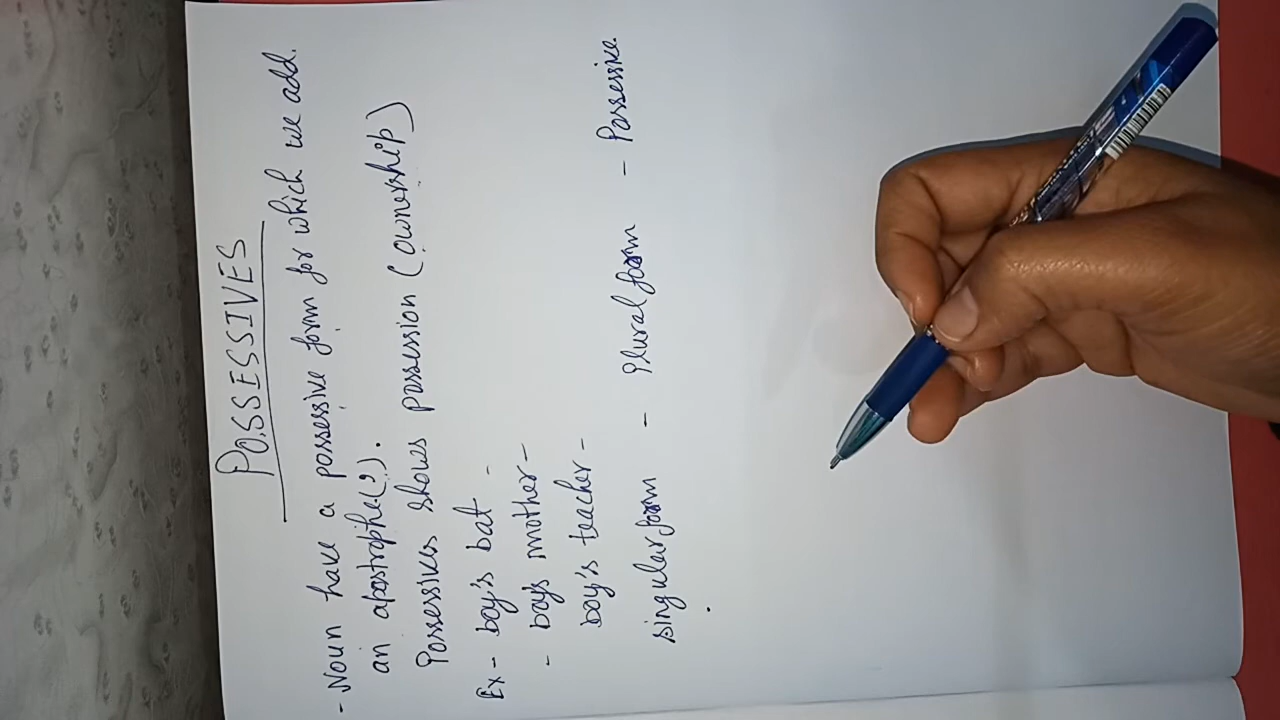 POSSESSIVES
- Noun have a possessive form for which we add.
an apostrophe(').
Possessives shows possession (ownership)
Ex - boy's bat -
- boys mother -
boy's teacher -
singular form - plural form - Possessive
.